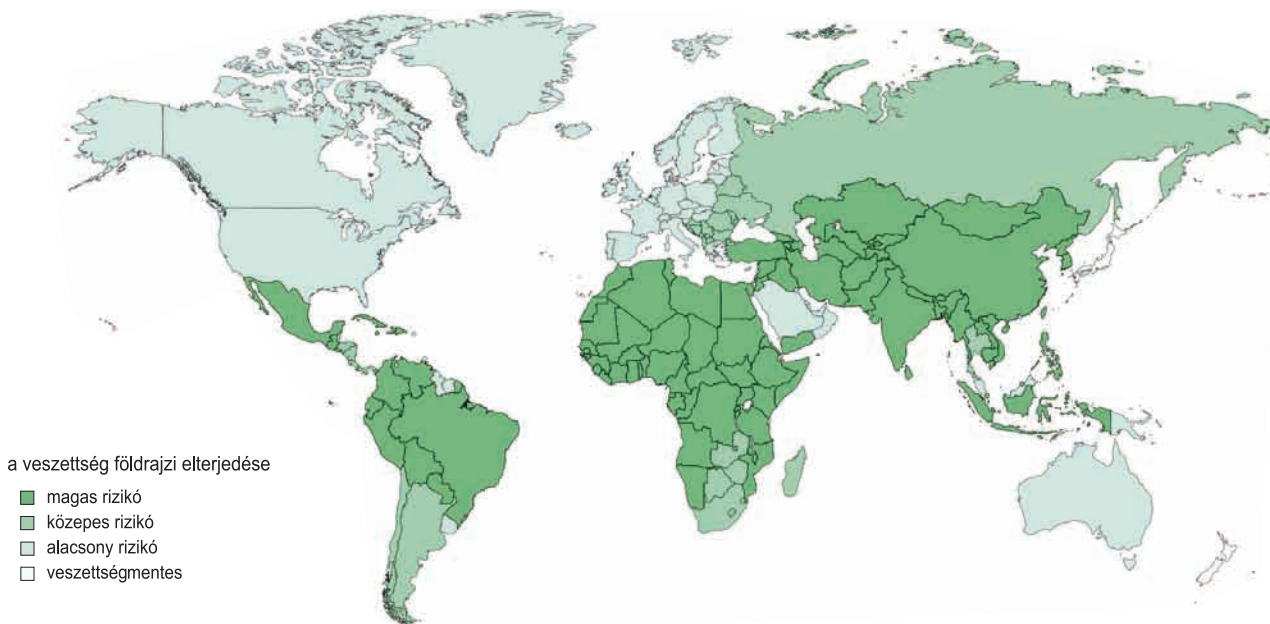 a veszettség földrajzi elterjedése
magas rizikó
közepes rizikó
alacsony rizikó
veszettségmentes